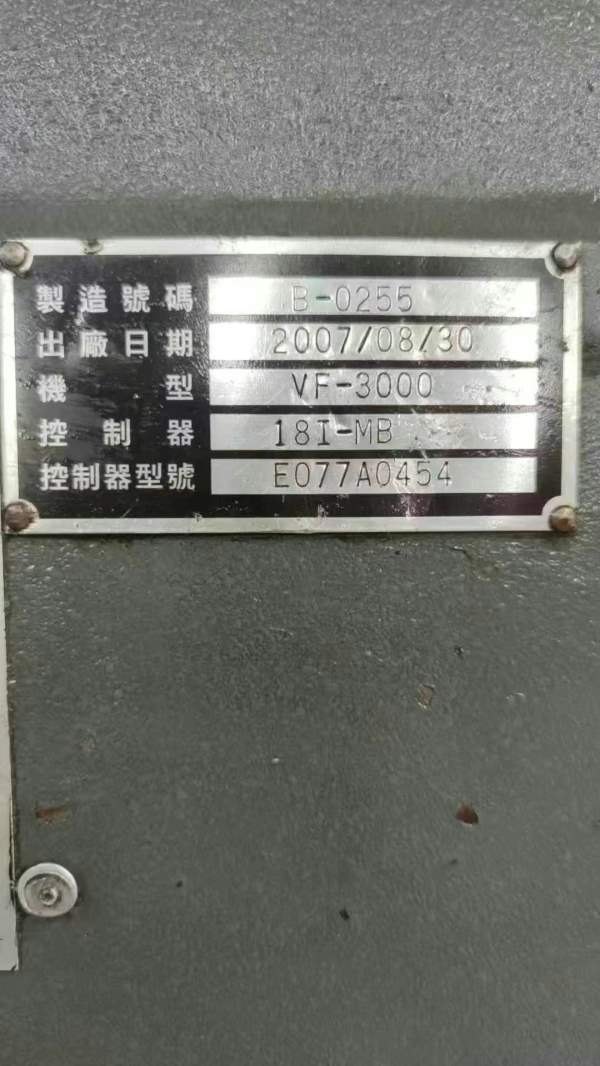 製造號碼 B-0255
出廠日期 2007/08/30
機型 VF-3000
控制器 18I-MB
控制器型號 E077A0454